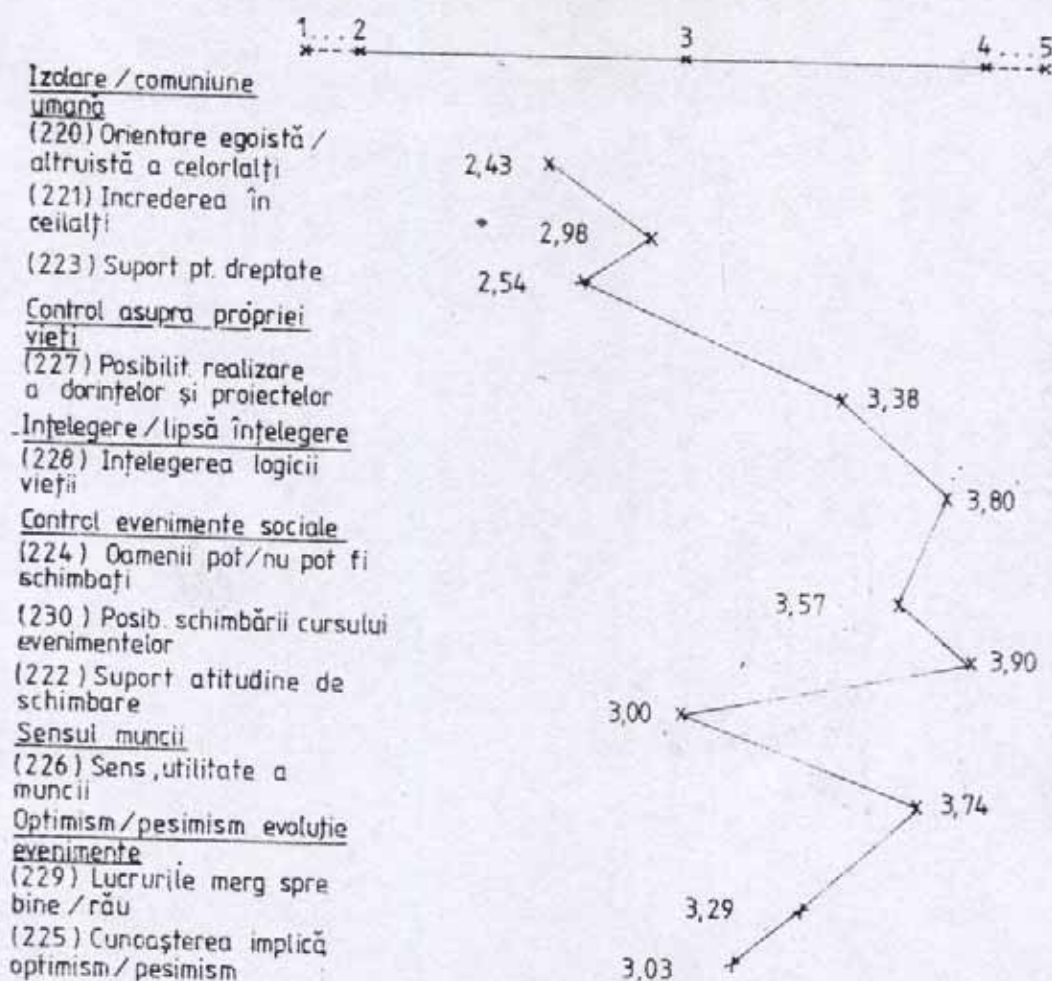 1...2 3 4...5
Izolare / comuniune
umană
(220) Orientare egoistă /
altruistă a celorlalți
2,43
(221) Increderea în
ceilalți
2,98
(223) Suport pt. dreptate
2,54
Control asupra propriei
vieți
(227) Posibilit. realizare
a dorințelor și proiectelor
3,38
Ințelegere / lipsă înțelegere
(228) Ințelegerea logicii
vieții
3,80
Control evenimente sociale
(224) Oamenii pot/nu pot fi
schimbați
3,57
(230) Posib. schimbării cursului
evenimentelor
3,90
(222) Suport atitudine de
schimbare
3,00
Sensul muncii
(226) Sens, utilitate a
muncii
3,74
Optimism/pesimism evoluție
evenimente
(229) Lucrurile merg spre
bine / rău
3,29
(225) Cunoașterea implică
optimism / pesimism
3,03